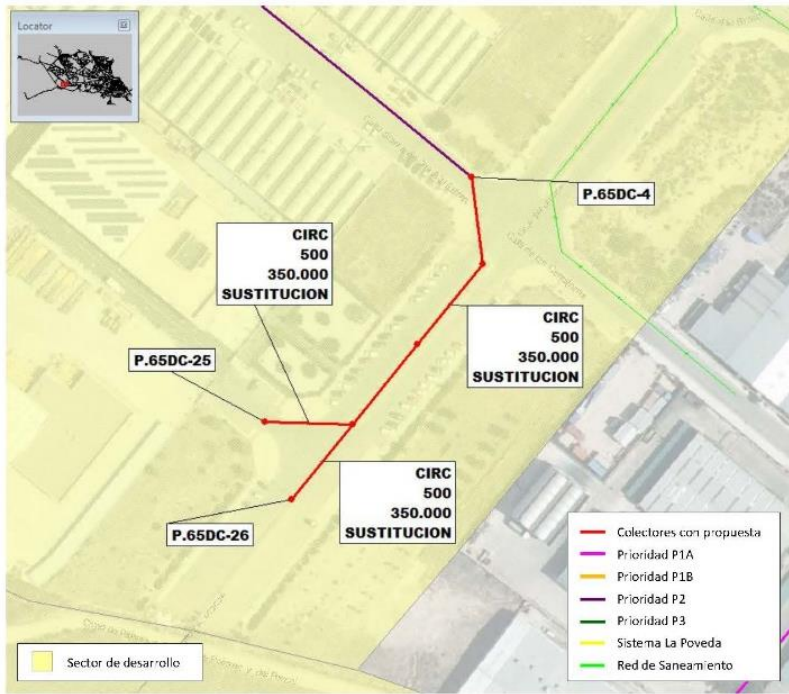 Locator
P.65DC-4
CIRC
500
350.000
SUSTITUCION
CIRC
500
350.000
SUSTITUCION
P.65DC-25
CIRC
500
350.000
SUSTITUCION
P.65DC-26
Colectores con propuesta
Prioridad P1A
Prioridad P1B
Prioridad P2
Prioridad P3
Sistema La Poveda
Red de Saneamiento
Sector de desarrollo